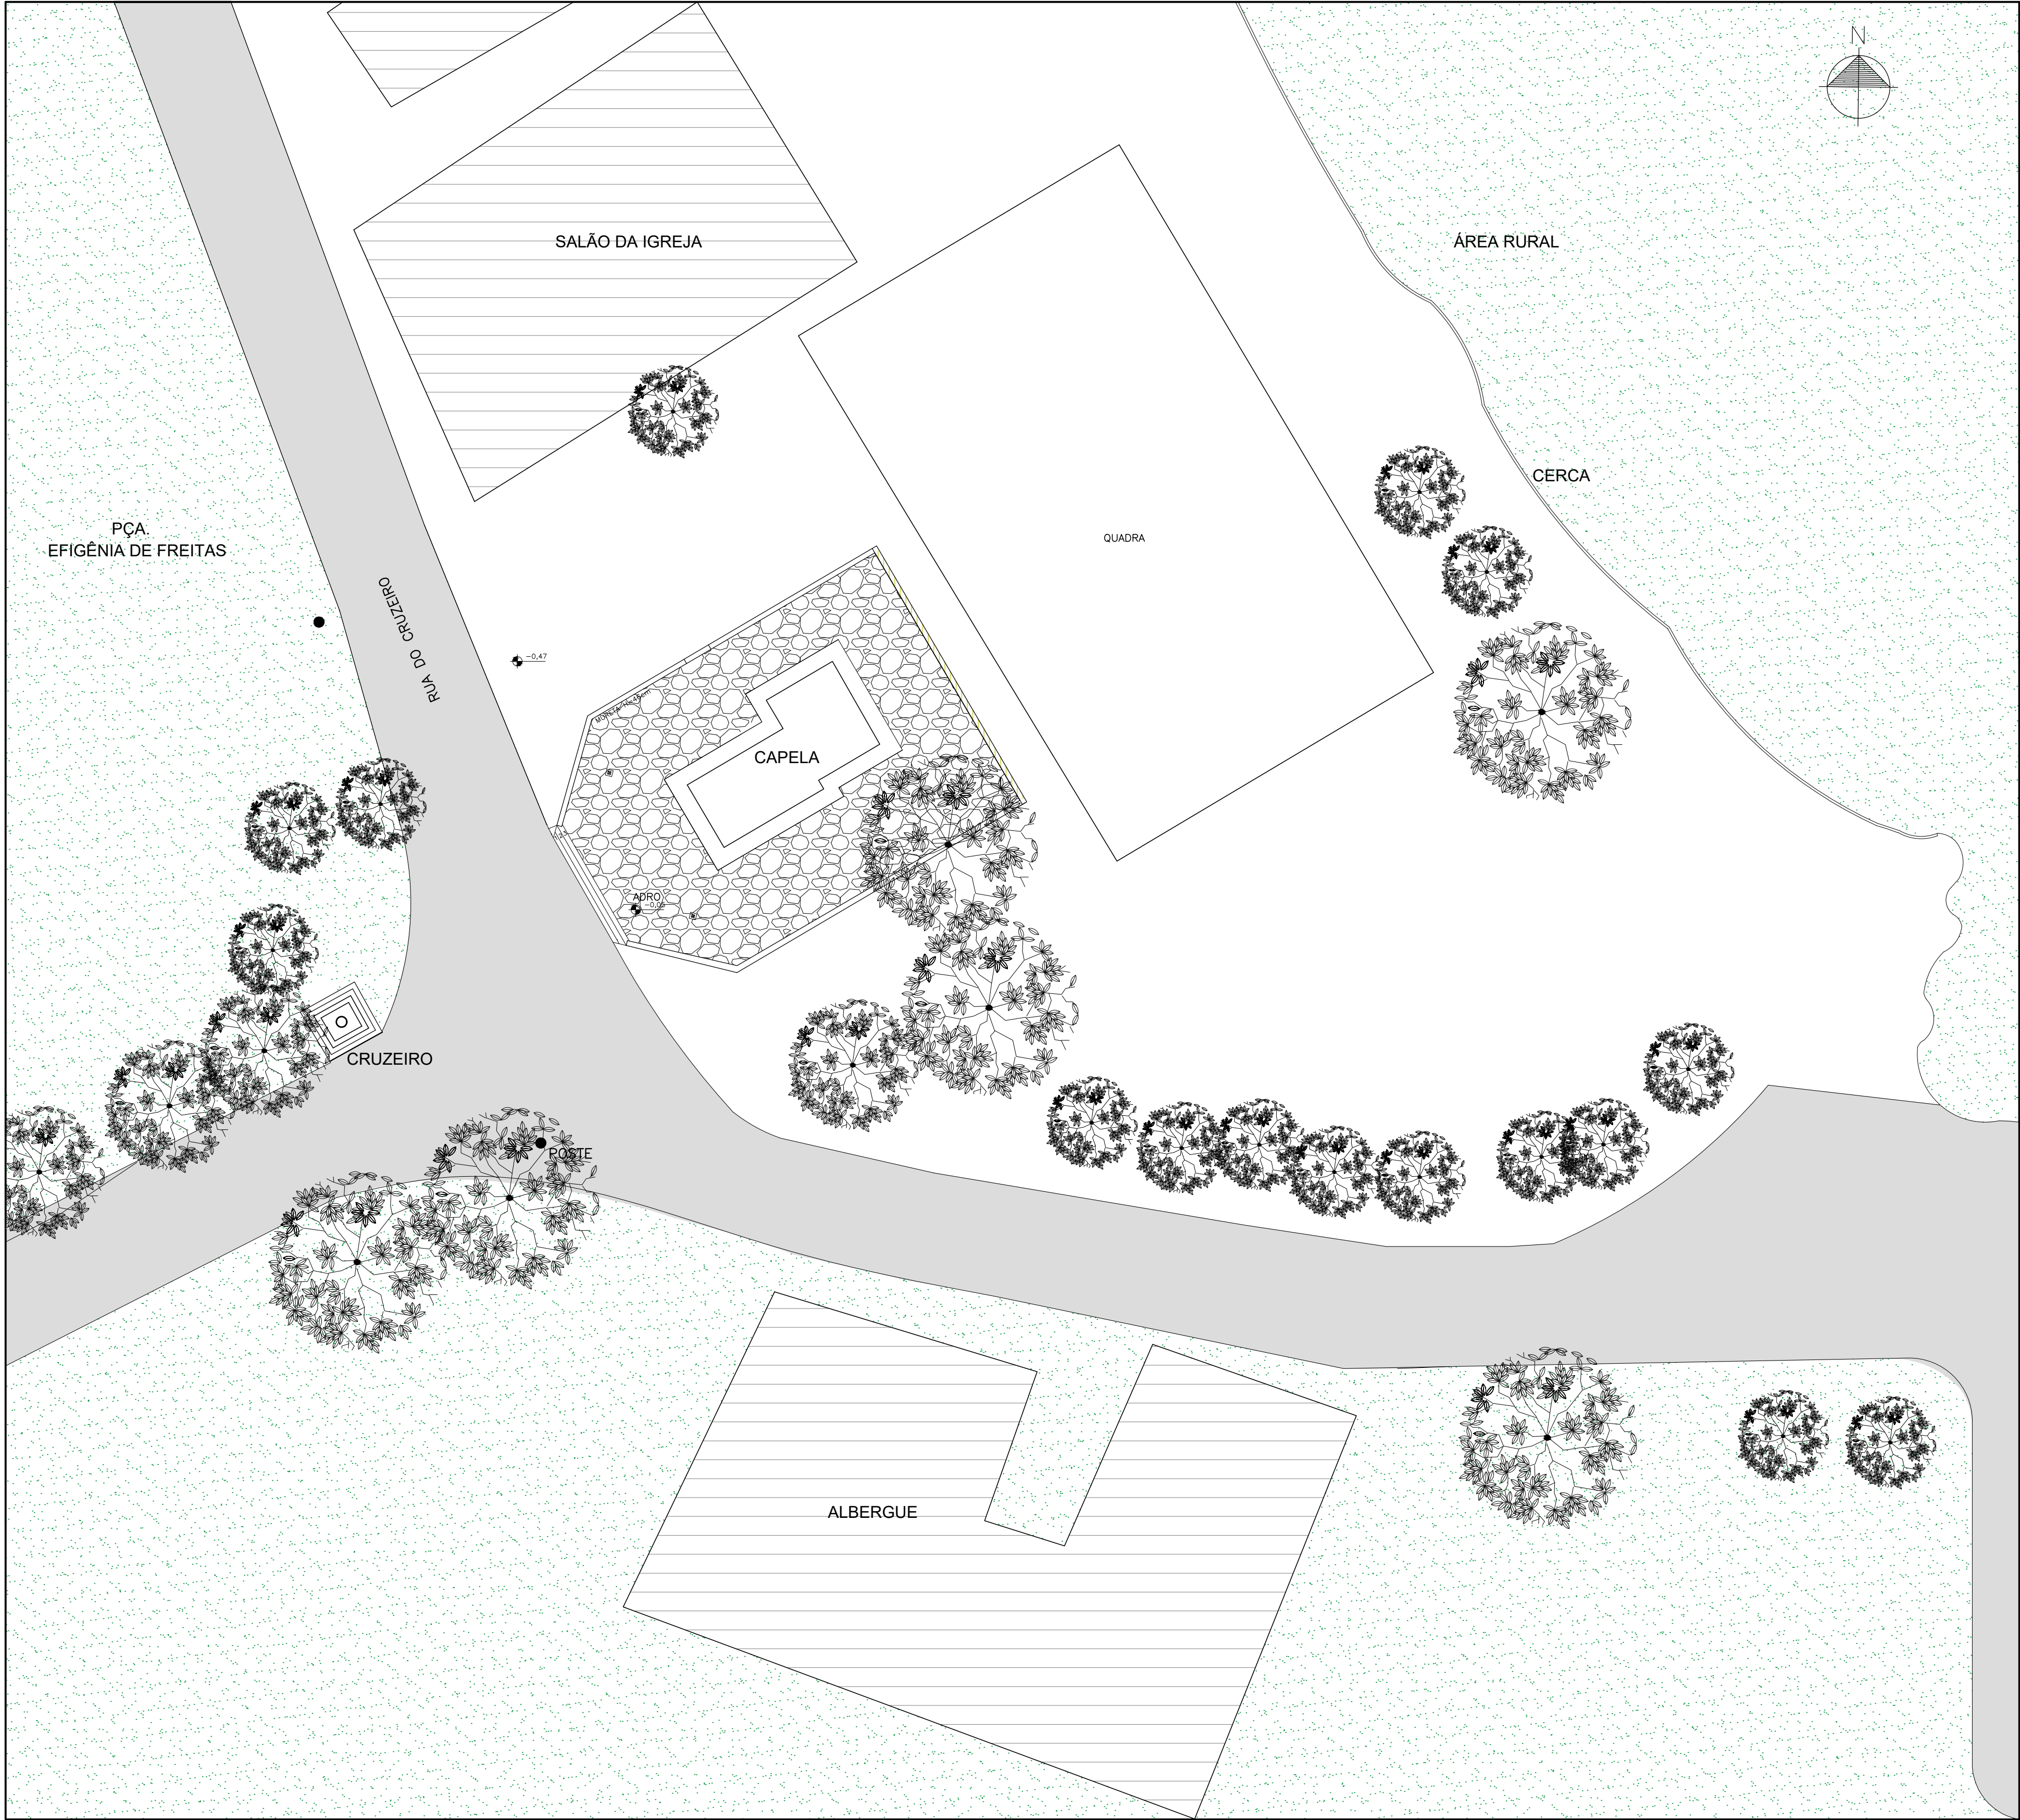 N
SALÃO DA IGREJA
ÁREA RURAL
CERCA
PÇA.
EFIGÊNIA DE FREITAS
QUADRA
RUA DO CRUZEIRO
-0,47
CAPELA
ADRO
CRUZEIRO
POSTE
ALBERGUE